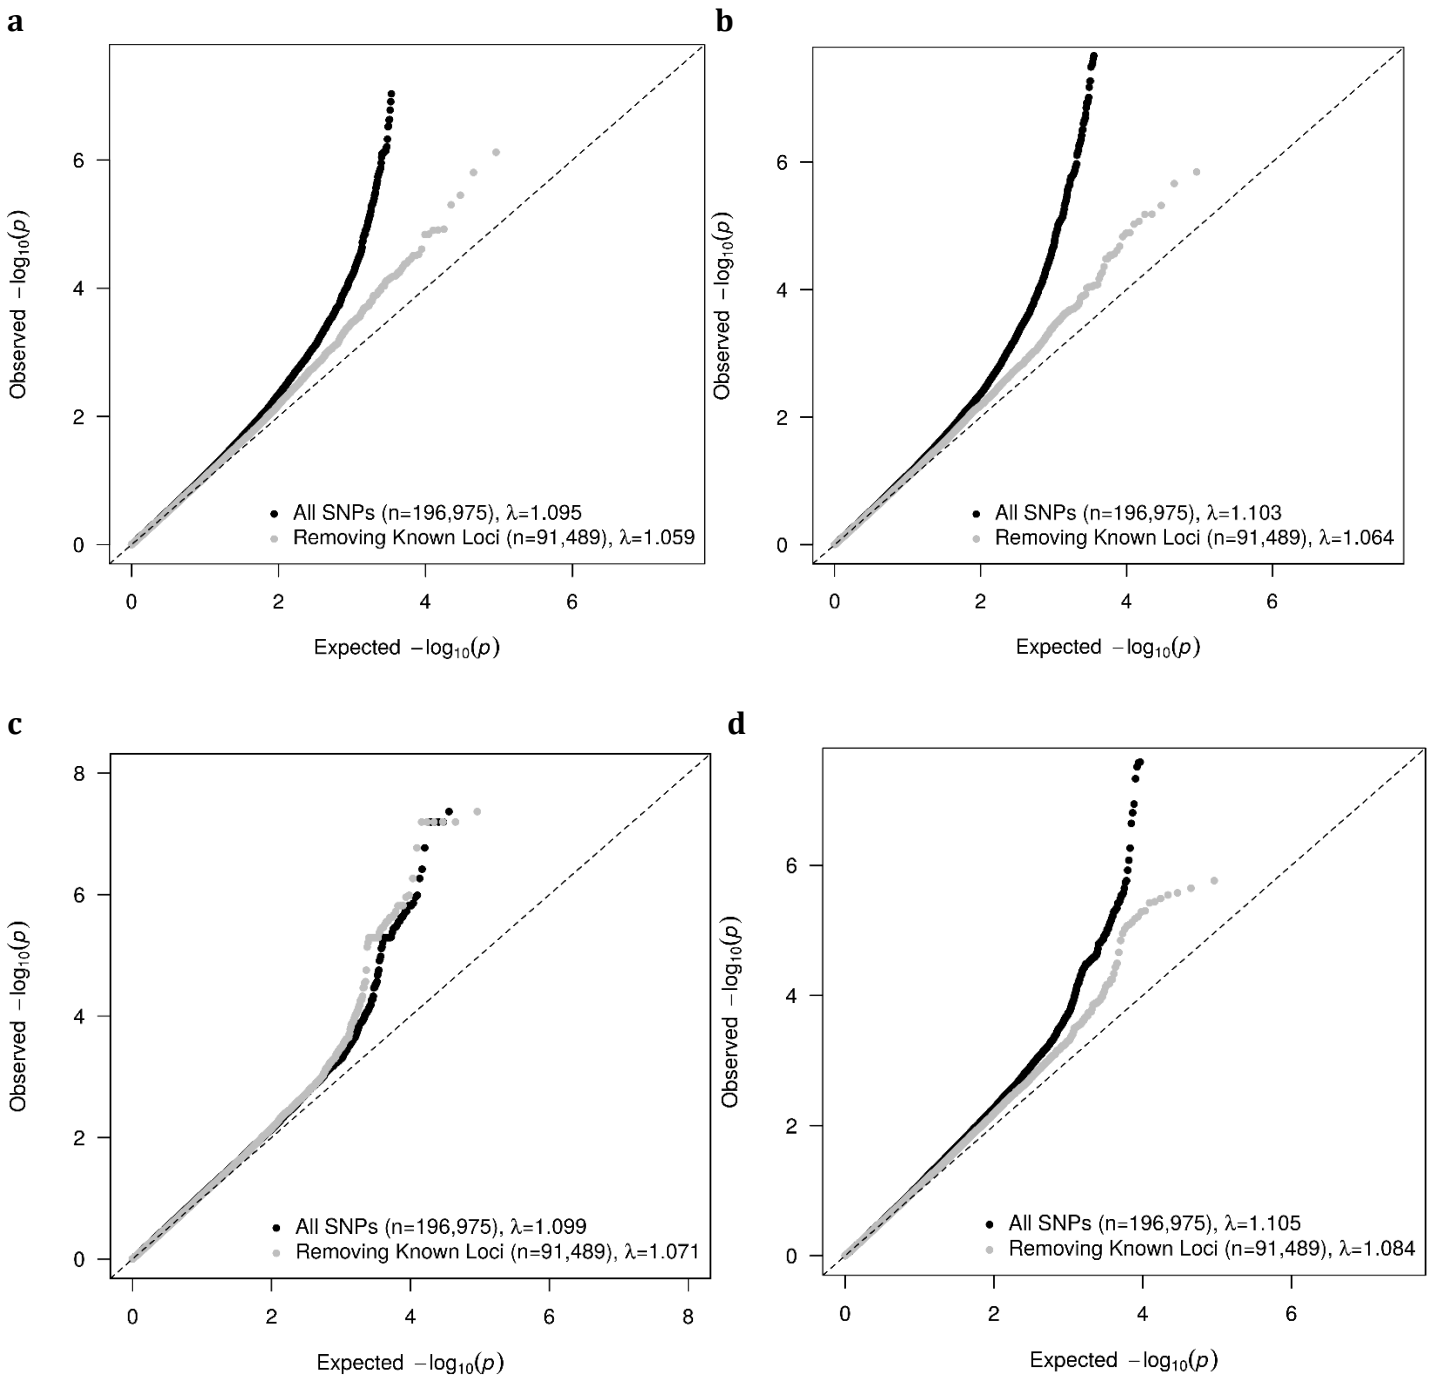 a
Observed −log₁₀(p)
6
4
2
0
All SNPs (n=196,975), λ=1.095
Removing Known Loci (n=91,489), λ=1.059
0 2 4 6
Expected −log₁₀(p)
b
Observed −log₁₀(p)
6
4
2
0
All SNPs (n=196,975), λ=1.103
Removing Known Loci (n=91,489), λ=1.064
0 2 4 6
Expected −log₁₀(p)
c
Observed −log₁₀(p)
8
6
4
2
0
All SNPs (n=196,975), λ=1.099
Removing Known Loci (n=91,489), λ=1.071
0 2 4 6 8
Expected −log₁₀(p)
d
Observed −log₁₀(p)
6
4
2
0
All SNPs (n=196,975), λ=1.105
Removing Known Loci (n=91,489), λ=1.084
0 2 4 6
Expected −log₁₀(p)